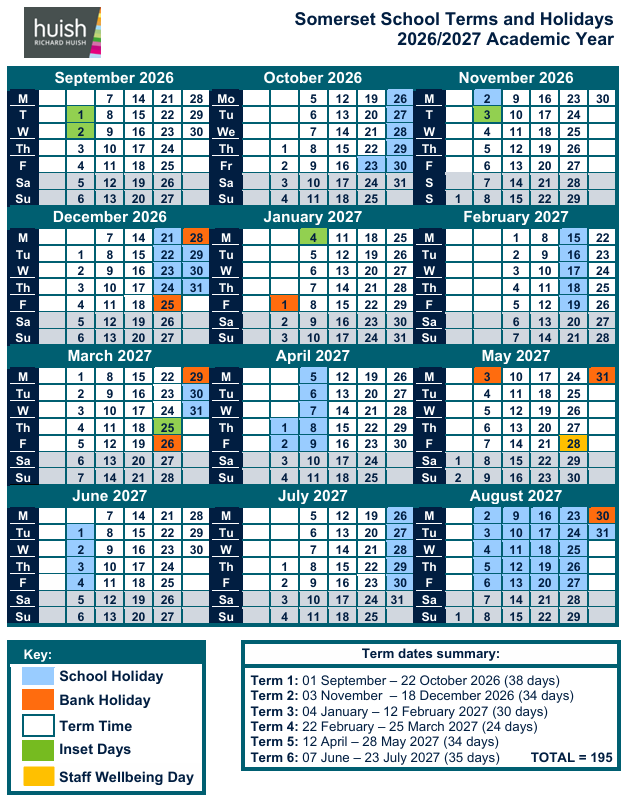 huish
RICHARD HUISH
Somerset School Terms and Holidays
2026/2027 Academic Year
September 2026
M 7 14 21 28
T 1 8 15 22 29
W 2 9 16 23 30
Th 3 10 17 24
F 4 11 18 25
Sa 5 12 19 26
Su 6 13 20 27
October 2026
Mo 5 12 19 26
Tu 6 13 20 27
We 7 14 21 28
Th 1 8 15 22 29
Fr 2 9 16 23 30
Sa 3 10 17 24 31
Su 4 11 18 25
November 2026
M 2 9 16 23 30
T 3 10 17 24
W 4 11 18 25
Th 5 12 19 26
F 6 13 20 27
S 7 14 21 28
S 1 8 15 22 29
December 2026
M 7 14 21 28
Tu 1 8 15 22 29
W 2 9 16 23 30
Th 3 10 17 24 31
F 4 11 18 25
Sa 5 12 19 26
Su 6 13 20 27
January 2027
M 4 11 18 25
Tu 5 12 19 26
W 6 13 20 27
Th 7 14 21 28
F 1 8 15 22 29
Sa 2 9 16 23 30
Su 3 10 17 24 31
February 2027
M 1 8 15 22
Tu 2 9 16 23
W 3 10 17 24
Th 4 11 18 25
F 5 12 19 26
Sa 6 13 20 27
Su 7 14 21 28
March 2027
M 1 8 15 22 29
Tu 2 9 16 23 30
W 3 10 17 24 31
Th 4 11 18 25
F 5 12 19 26
Sa 6 13 20 27
Su 7 14 21 28
April 2027
M 5 12 19 26
Tu 6 13 20 27
W 7 14 21 28
Th 1 8 15 22 29
F 2 9 16 23 30
Sa 3 10 17 24
Su 4 11 18 25
May 2027
M 3 10 17 24 31
Tu 4 11 18 25
W 5 12 19 26
Th 6 13 20 27
F 7 14 21 28
Sa 1 8 15 22 29
Su 2 9 16 23 30
June 2027
M 7 14 21 28
Tu 1 8 15 22 29
W 2 9 16 23 30
Th 3 10 17 24
F 4 11 18 25
Sa 5 12 19 26
Su 6 13 20 27
July 2027
M 5 12 19 26
Tu 6 13 20 27
W 7 14 21 28
Th 1 8 15 22 29
F 2 9 16 23 30
Sa 3 10 17 24 31
Su 4 11 18 25
August 2027
M 2 9 16 23 30
Tu 3 10 17 24 31
W 4 11 18 25
Th 5 12 19 26
F 6 13 20 27
Sa 7 14 21 28
Su 1 8 15 22 29
Key:
School Holiday
Bank Holiday
Term Time
Inset Days
Staff Wellbeing Day
Term dates summary:
Term 1: 01 September – 22 October 2026 (38 days)
Term 2: 03 November – 18 December 2026 (34 days)
Term 3: 04 January – 12 February 2027 (30 days)
Term 4: 22 February – 25 March 2027 (24 days)
Term 5: 12 April – 28 May 2027 (34 days)
Term 6: 07 June – 23 July 2027 (35 days) TOTAL = 195